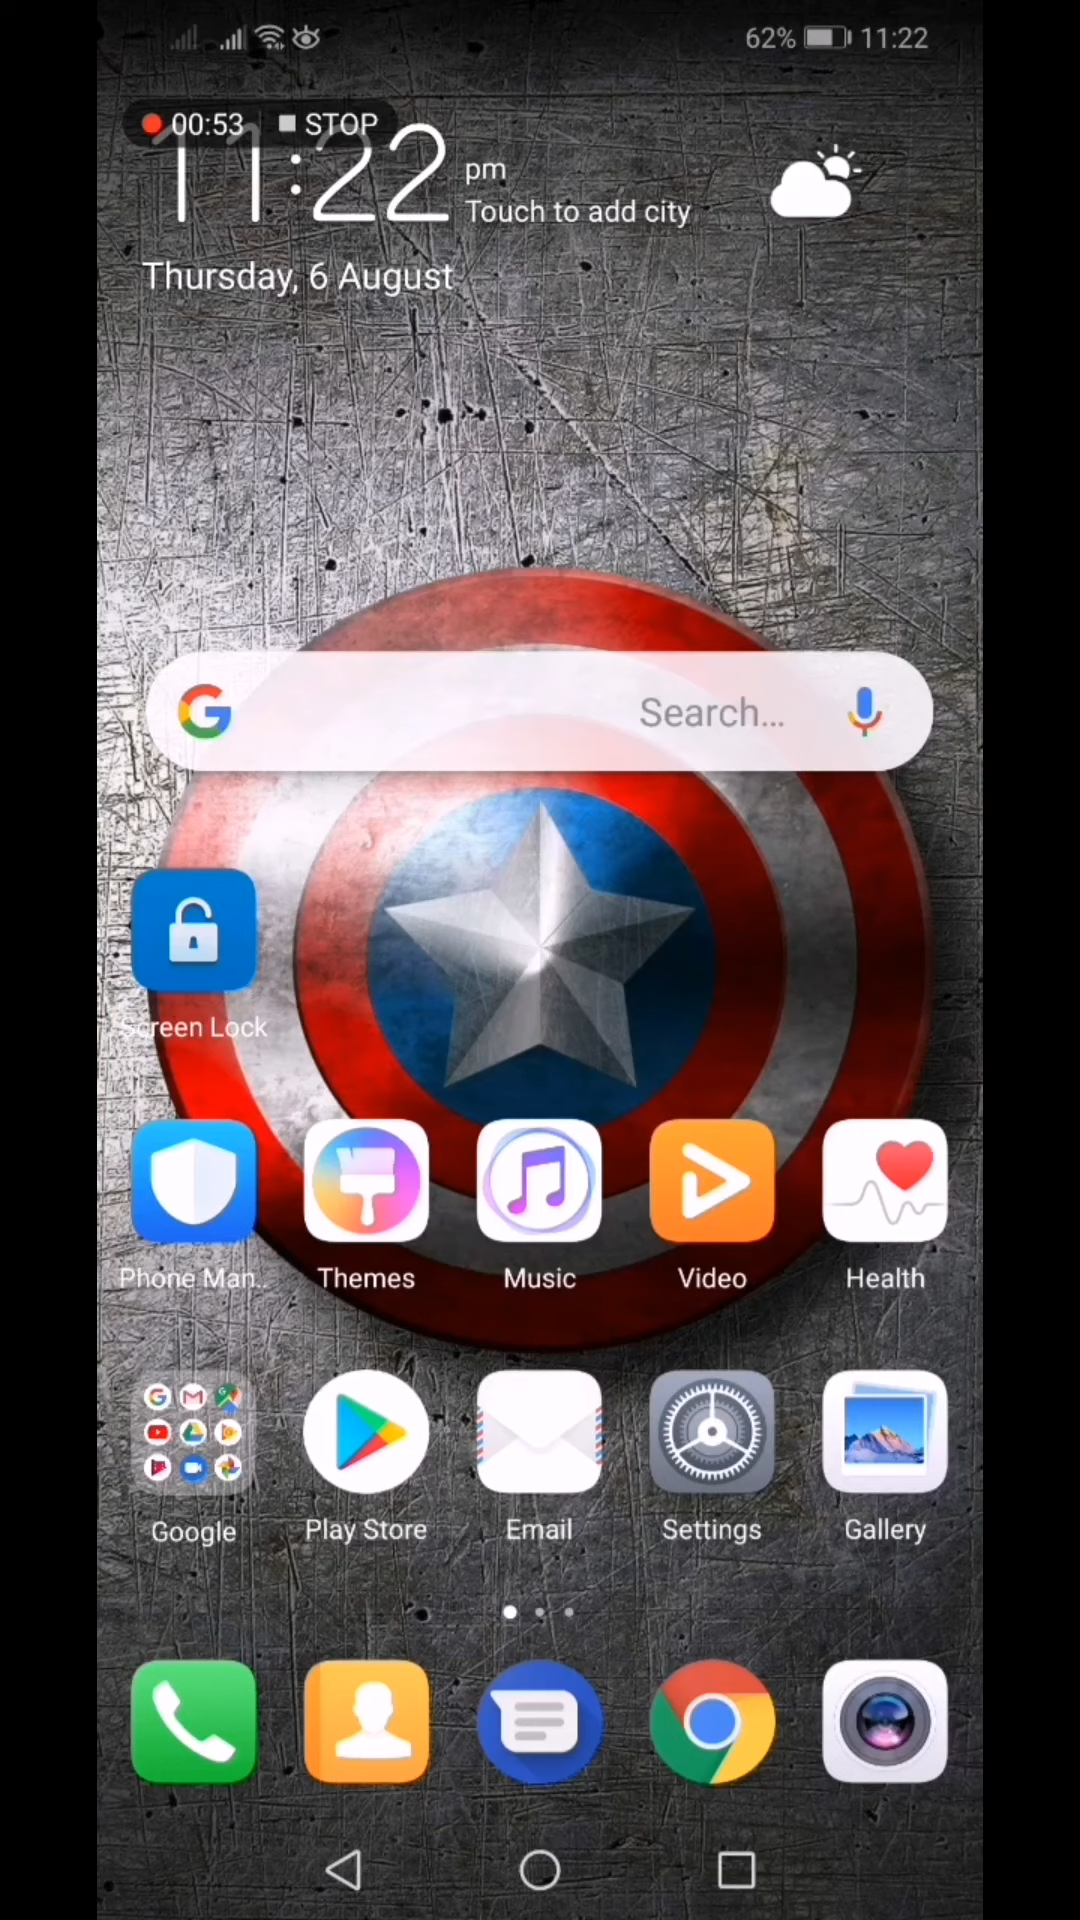 62% 11:22
00:53 STOP
11:22 pm
Touch to add city
Thursday, 6 August
Search...
Screen Lock
Phone Man..
Themes
Music
Video
Health
Google
Play Store
Email
Settings
Gallery